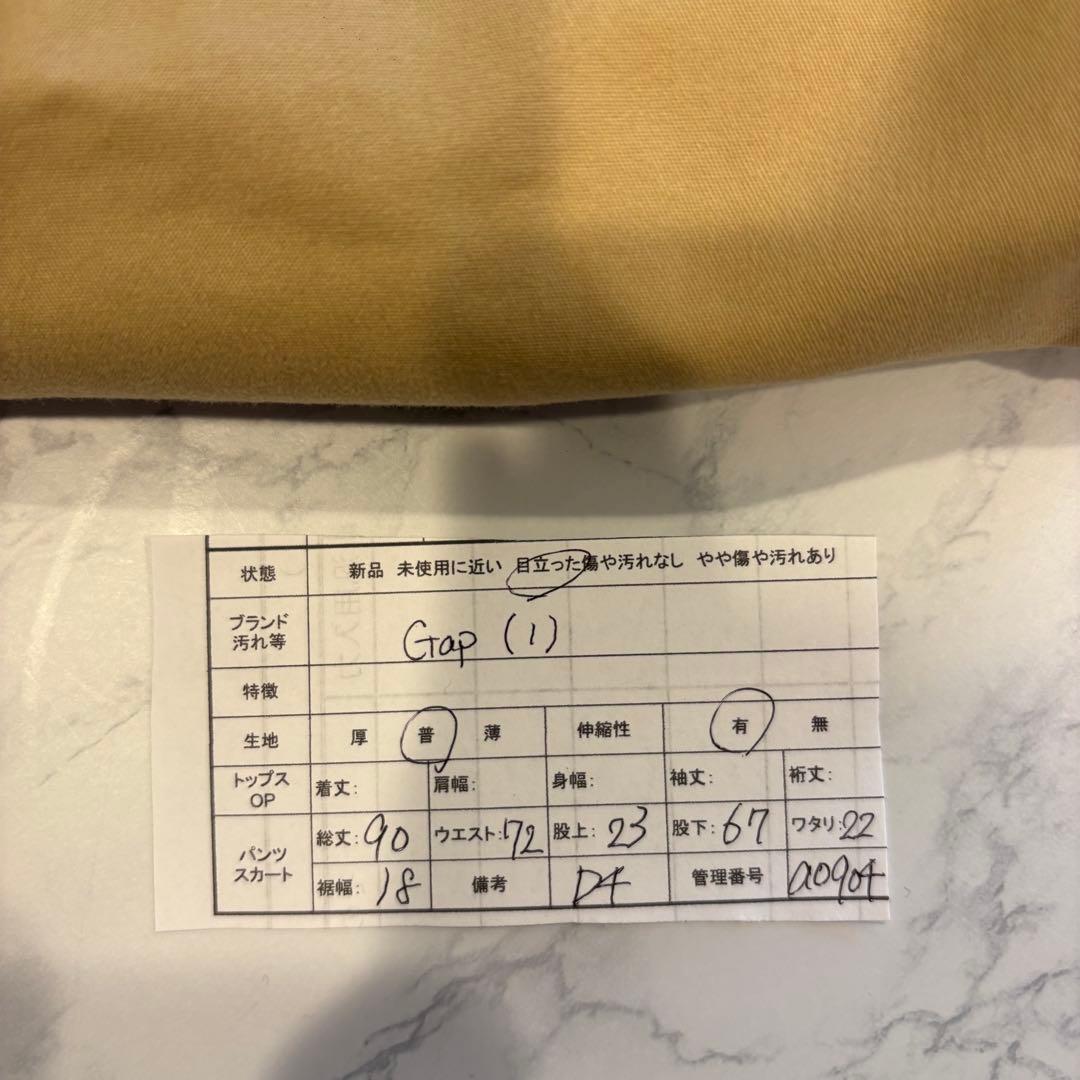 状態 新品 未使用に近い 目立った傷や汚れなし やや傷や汚れあり
ブランド
汚れ等
Gap (1)
特徴
生地 厚 普 薄 伸縮性 有 無
トップス
OP
着丈: 肩幅: 身幅: 袖丈: 裄丈:
パンツ
スカート
総丈:90 ウエスト:72 股上:23 股下:67 ワタリ:22
裾幅:18 備考 D4 管理番号 a0904